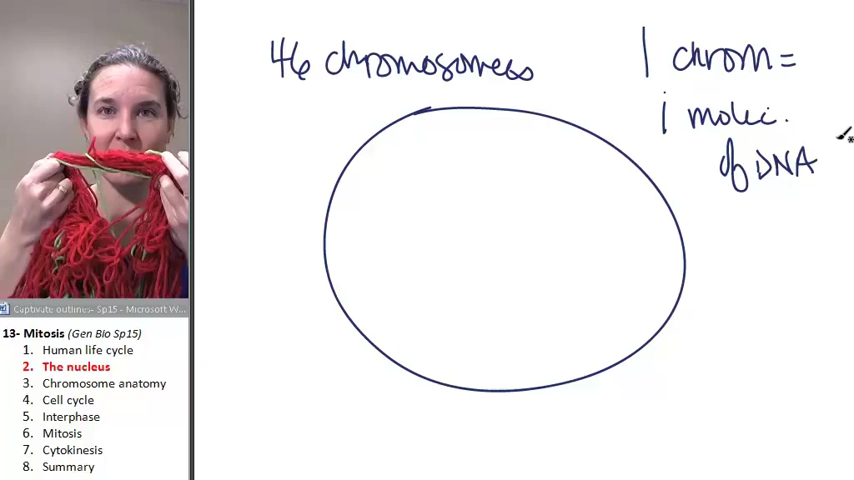 46 chromosomes
1 chrom =
1 molec.
of DNA
Captivate outlines- Sp15 - Microsoft W...
13- Mitosis (Gen Bio Sp15)
1. Human life cycle
2. The nucleus
3. Chromosome anatomy
4. Cell cycle
5. Interphase
6. Mitosis
7. Cytokinesis
8. Summary